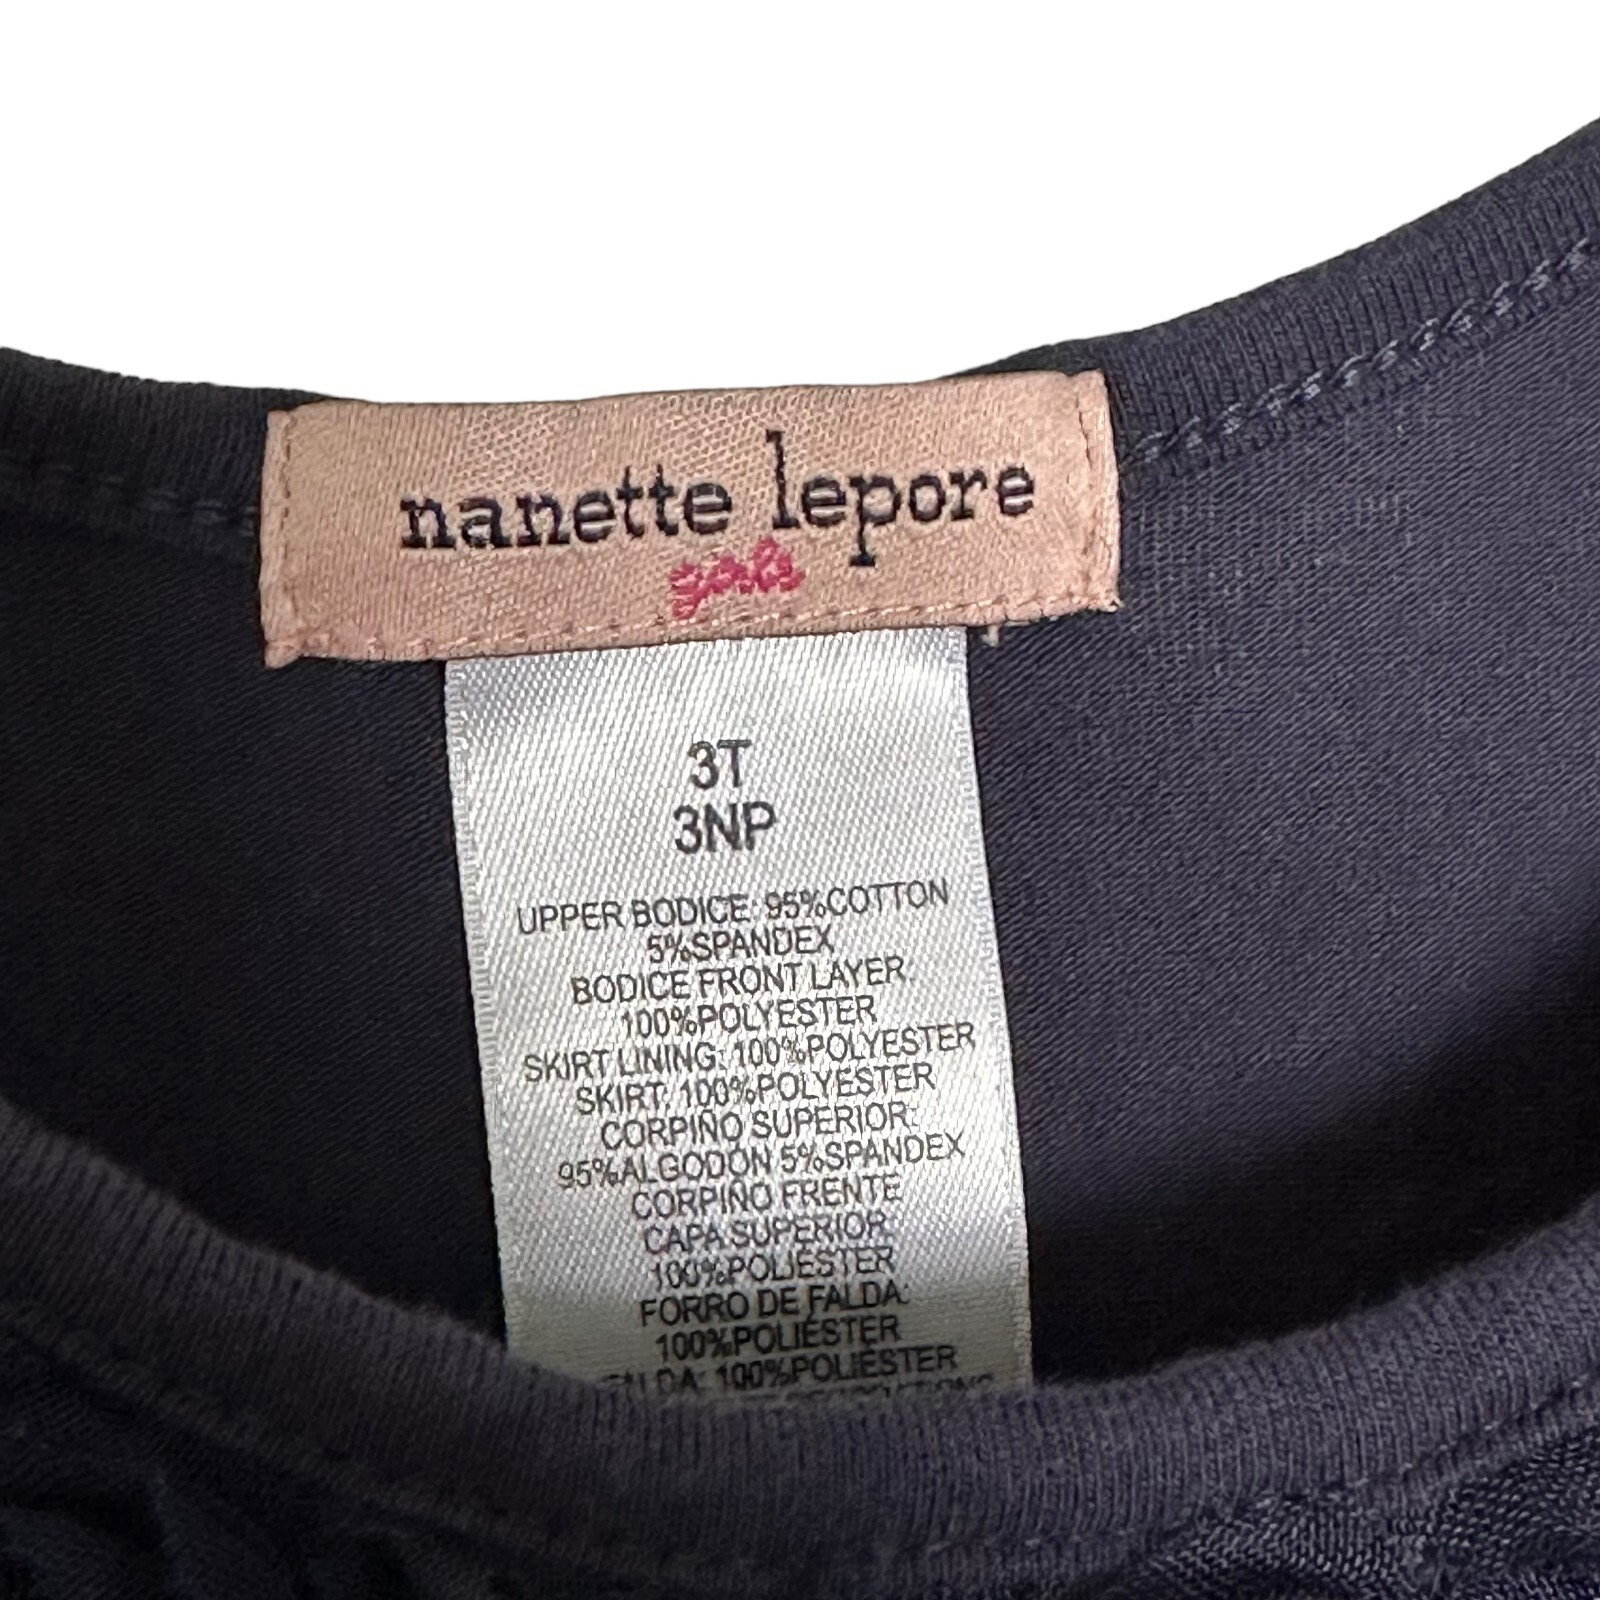 nanette lepore
girls
3T
3NP
UPPER BODICE: 95%COTTON
5%SPANDEX
BODICE FRONT LAYER:
100%POLYESTER
SKIRT LINING: 100%POLYESTER
SKIRT: 100%POLYESTER
CORPIÑO SUPERIOR:
95%ALGODÓN 5%SPANDEX
CORPIÑO FRENTE
CAPA SUPERIOR:
100%POLIÉSTER
FORRO DE FALDA:
100%POLIÉSTER
FALDA: 100%POLIÉSTER